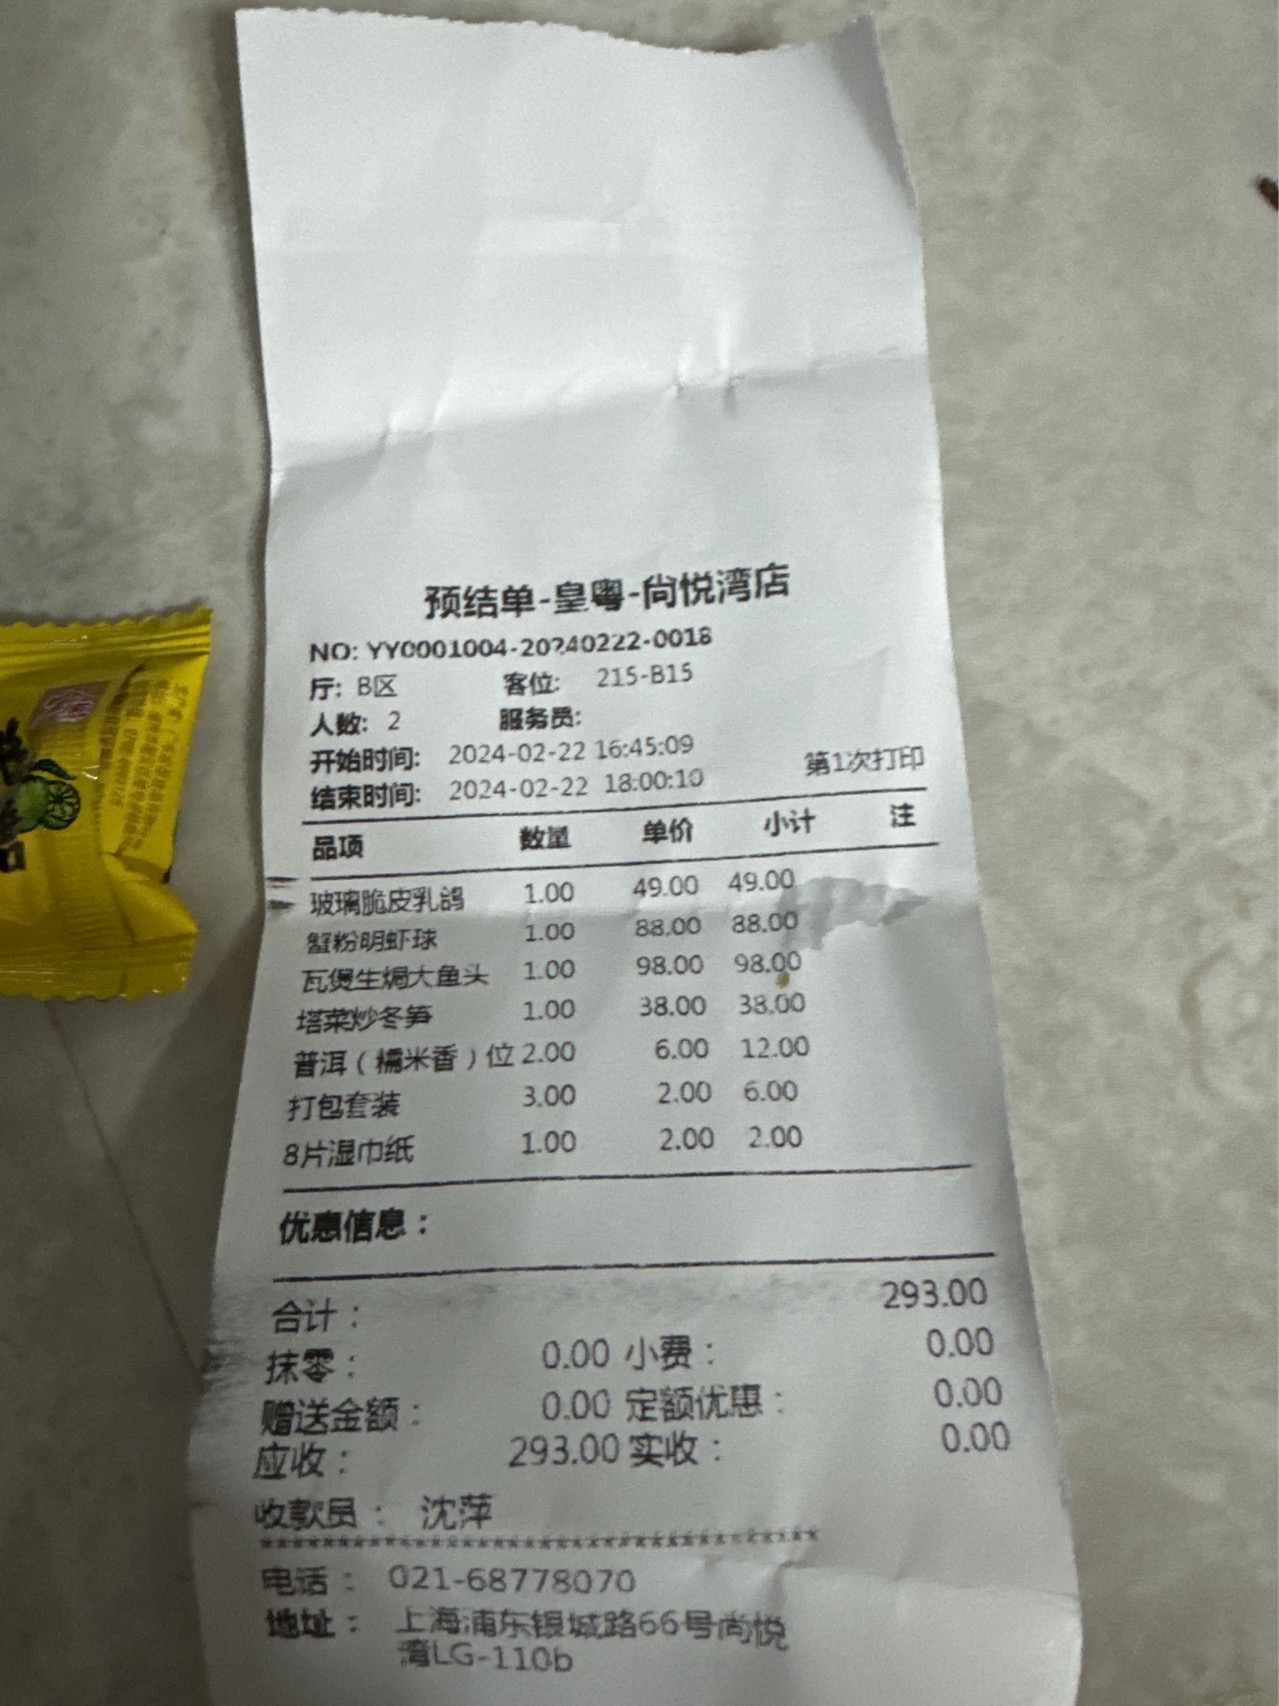 预结单-皇粤-尚悦湾店
NO: YY0001004-20240222-0018
厅: B区 客位: 215-B15
人数: 2 服务员:
开始时间: 2024-02-22 16:45:09
结束时间: 2024-02-22 18:00:10 第1次打印
品项 数量 单价 小计 注
玻璃脆皮乳鸽 1.00 49.00 49.00
蟹粉明虾球 1.00 88.00 88.00
瓦煲生焗大鱼头 1.00 98.00 98.00
塔菜炒冬笋 1.00 38.00 38.00
普洱（糯米香）位 2.00 6.00 12.00
打包套装 3.00 2.00 6.00
8片湿巾纸 1.00 2.00 2.00
优惠信息：
合计： 293.00
抹零： 0.00 小费： 0.00
赠送金额： 0.00 定额优惠： 0.00
应收： 293.00 实收： 0.00
收款员： 沈萍
电话： 021-68778070
地址： 上海浦东银城路66号尚悦
湾LG-110b